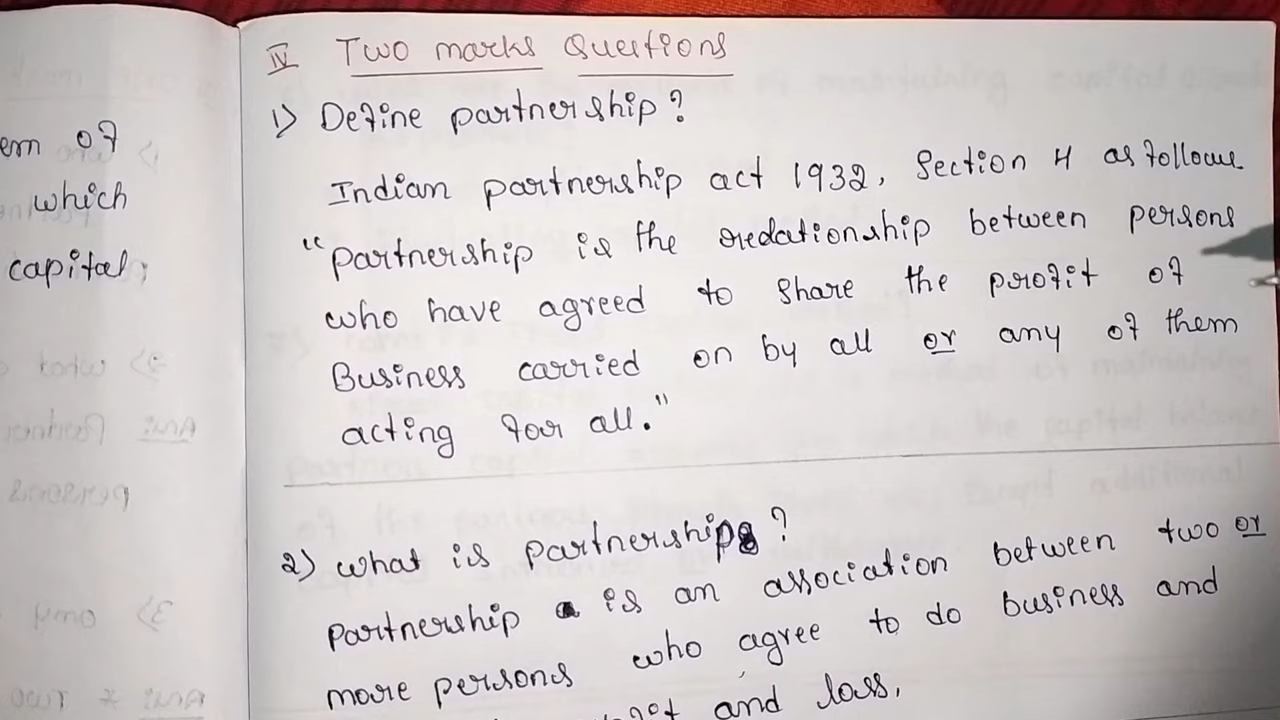 em of
which
capital,
IV Two marks Questions
1) Define partnership?
Indian partnership act 1932, Section 4 as follows
"partnership is the relationship between persons
who have agreed to share the profit of
Business carried on by all or any of them
acting for all."
2) what is partnership?
partnership is an association between two or
more persons who agree to do business and
and loss.